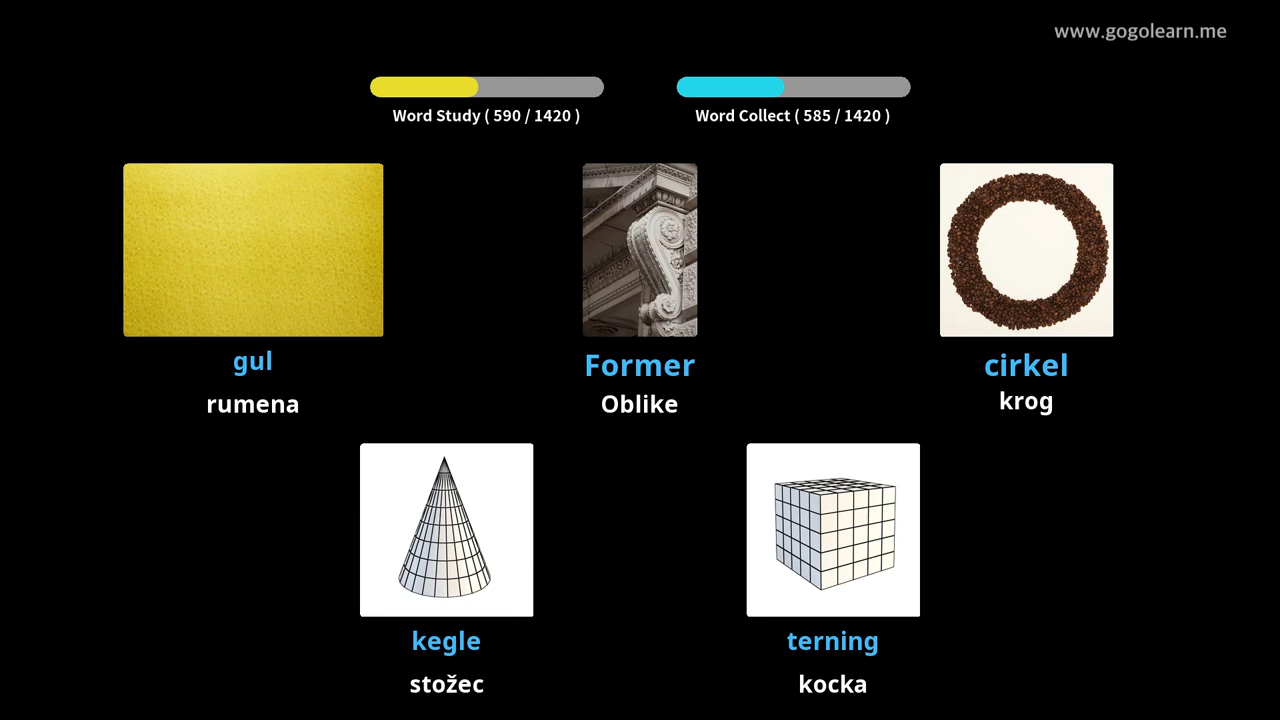 www.gogolearn.me
Word Study ( 590 / 1420 )
Word Collect ( 585 / 1420 )
gul
Former
cirkel
rumena
Oblike
krog
kegle
terning
stožec
kocka